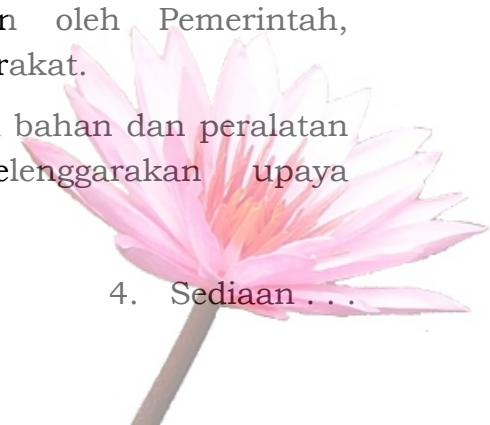 n oleh Pemerintah,
rakat.
bahan dan peralatan
elenggarakan upaya
4. Sediaan . . .